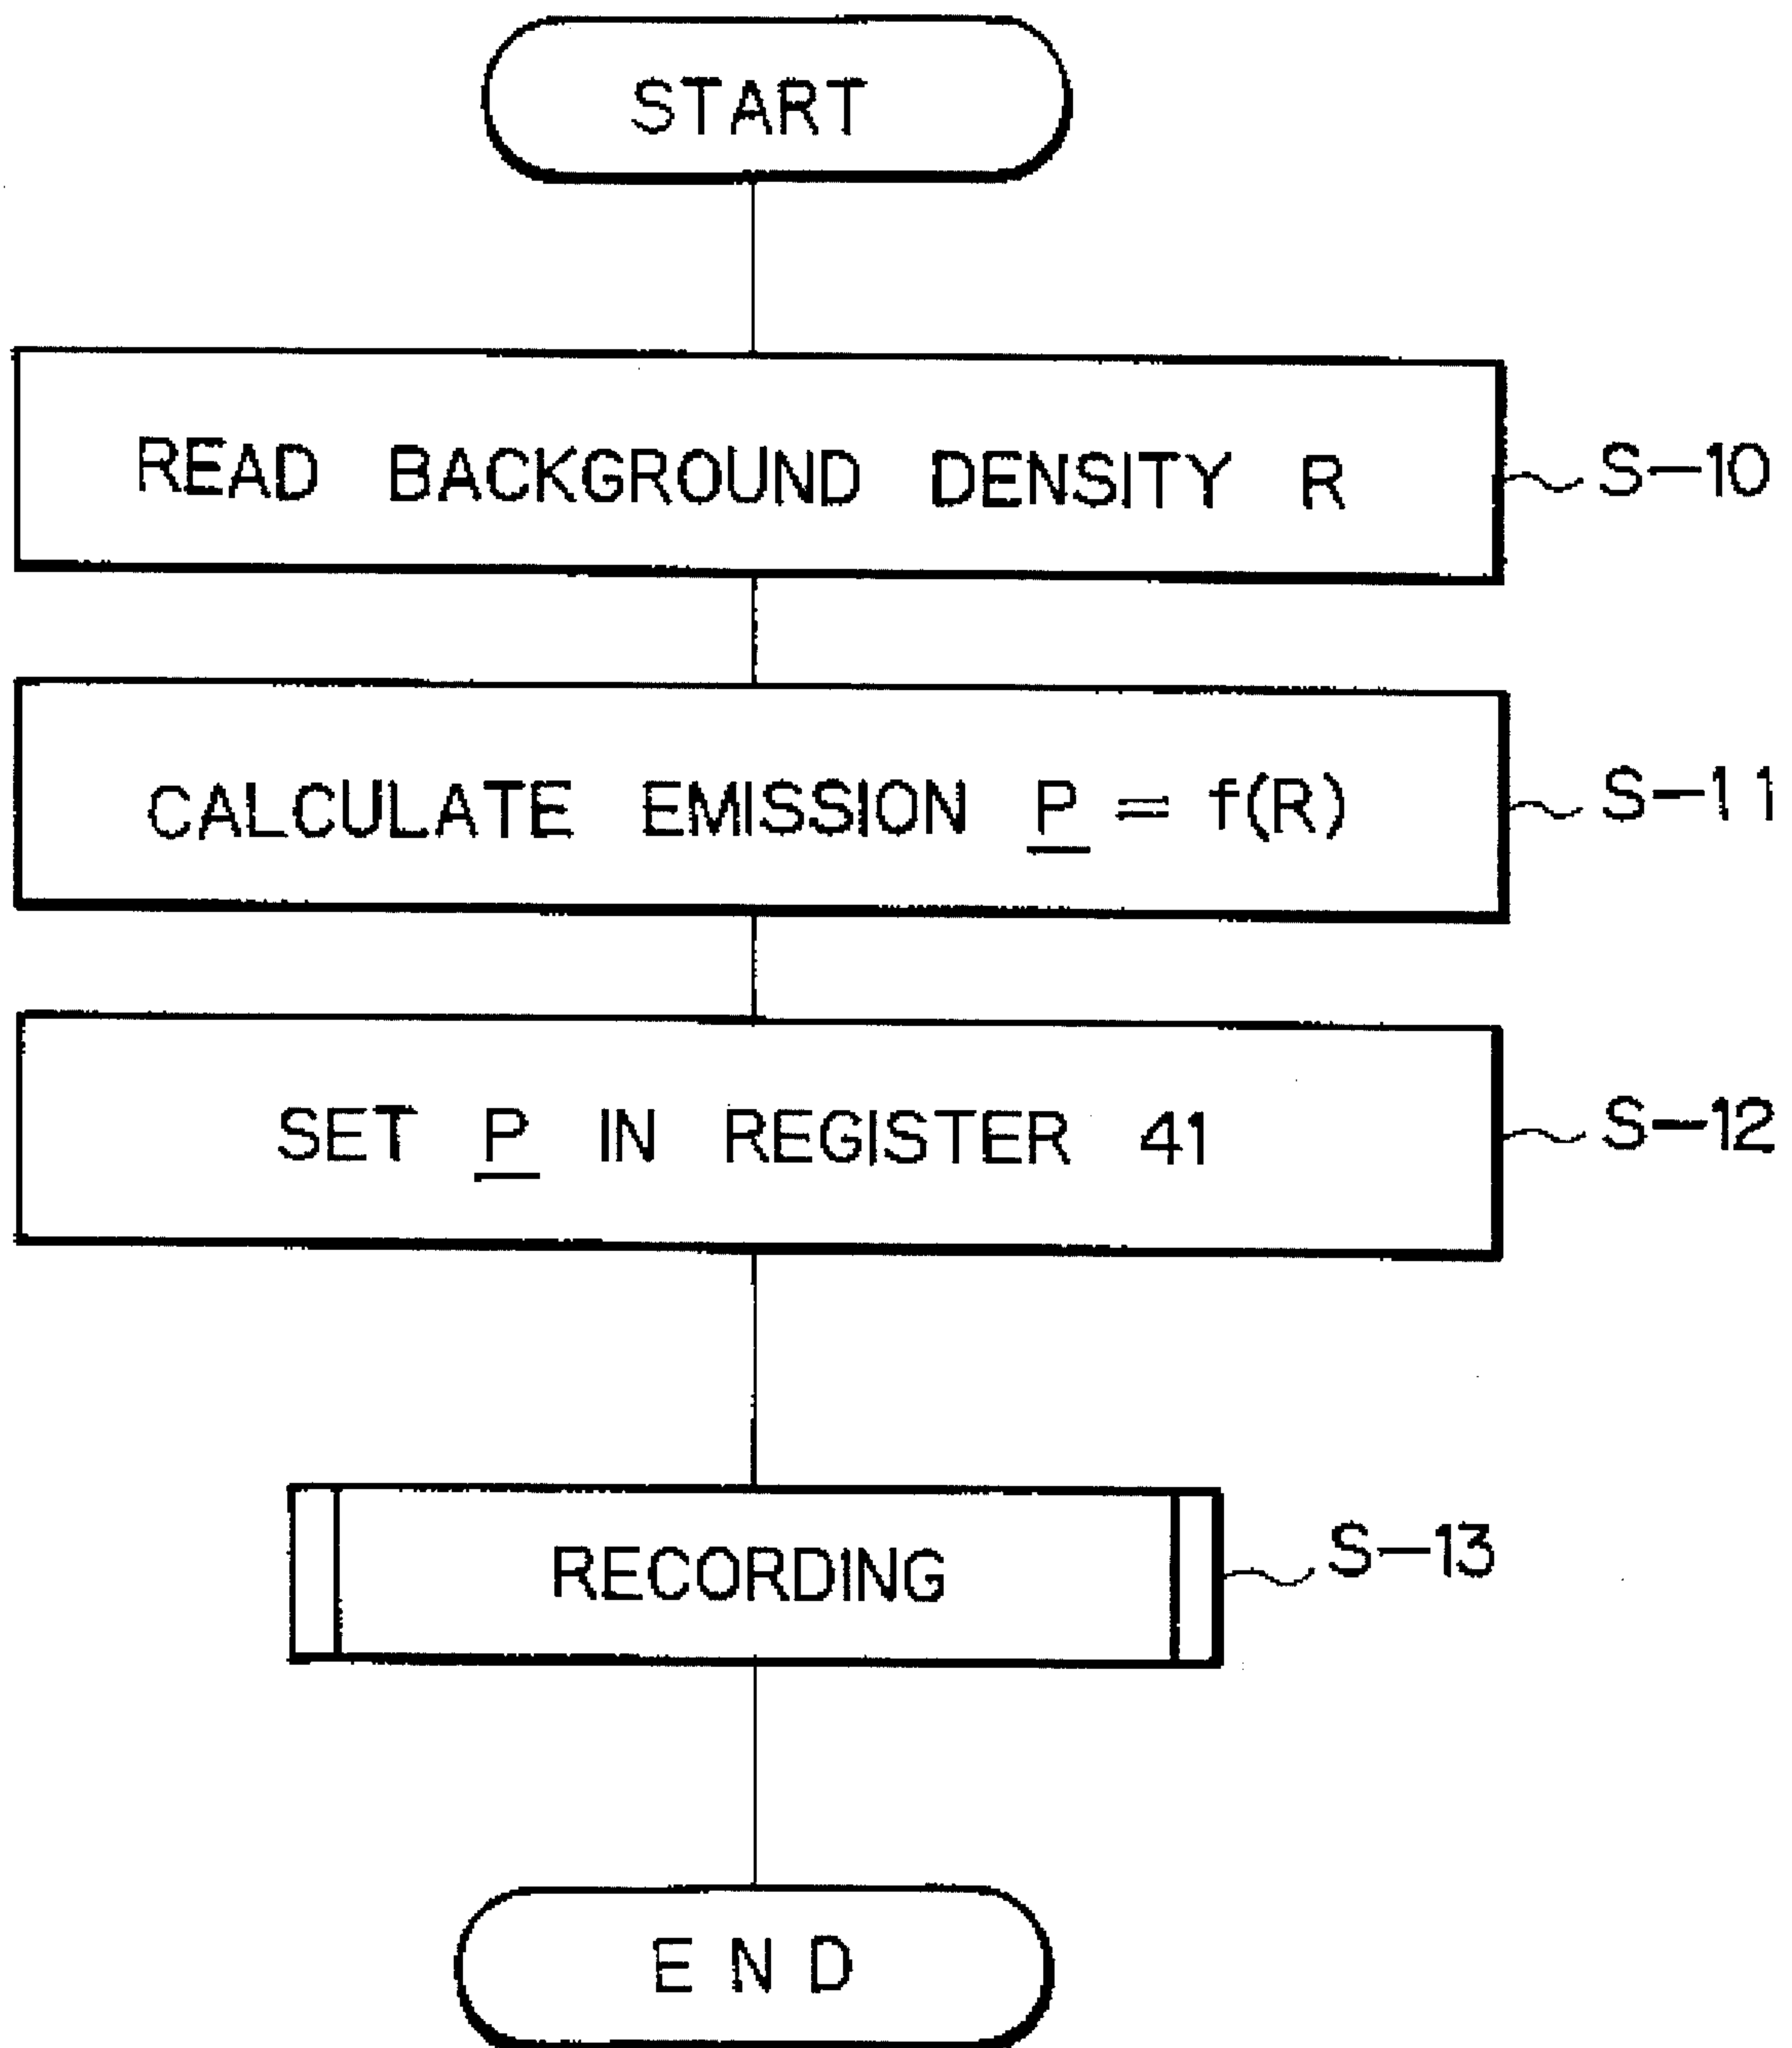 START
READ BACKGROUND DENSITY R
S-10
CALCULATE EMISSION P = f(R)
S-11
SET P IN REGISTER 41
S-12
RECORDING
S-13
END